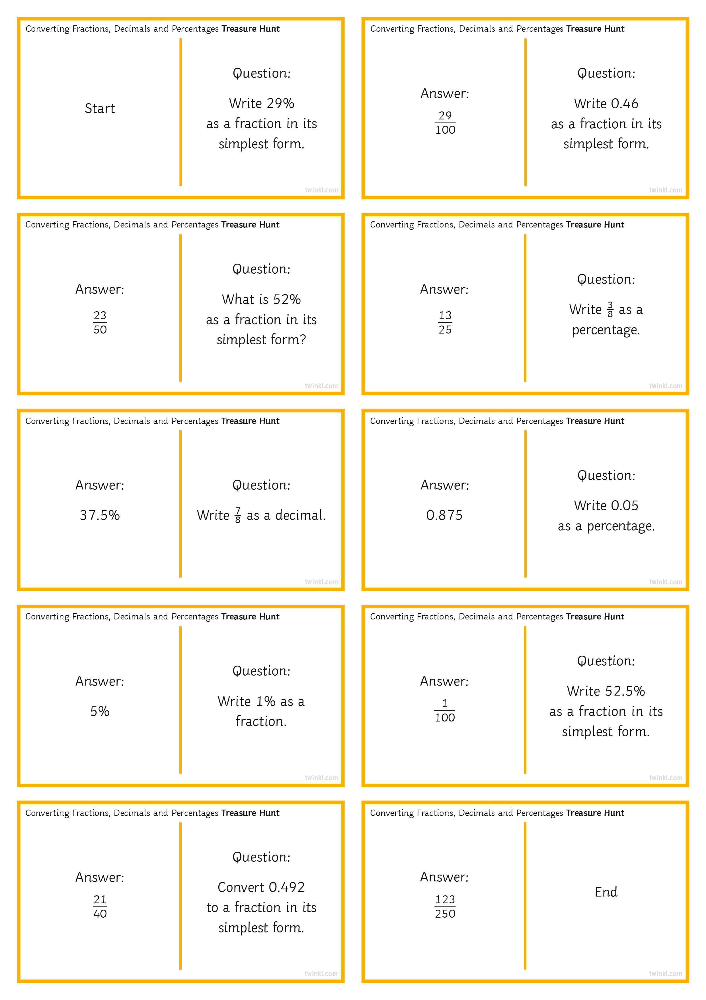 Converting Fractions, Decimals and Percentages Treasure Hunt
Start
Question:
Write 29%
as a fraction in its
simplest form.
twinkl.com
Converting Fractions, Decimals and Percentages Treasure Hunt
Answer:
29
100
Question:
Write 0.46
as a fraction in its
simplest form.
twinkl.com
Converting Fractions, Decimals and Percentages Treasure Hunt
Answer:
23
50
Question:
What is 52%
as a fraction in its
simplest form?
twinkl.com
Converting Fractions, Decimals and Percentages Treasure Hunt
Answer:
13
25
Question:
Write 3/8 as a
percentage.
twinkl.com
Converting Fractions, Decimals and Percentages Treasure Hunt
Answer:
37.5%
Question:
Write 7/8 as a decimal.
twinkl.com
Converting Fractions, Decimals and Percentages Treasure Hunt
Answer:
0.875
Question:
Write 0.05
as a percentage.
twinkl.com
Converting Fractions, Decimals and Percentages Treasure Hunt
Answer:
5%
Question:
Write 1% as a
fraction.
twinkl.com
Converting Fractions, Decimals and Percentages Treasure Hunt
Answer:
1
100
Question:
Write 52.5%
as a fraction in its
simplest form.
twinkl.com
Converting Fractions, Decimals and Percentages Treasure Hunt
Answer:
21
40
Question:
Convert 0.492
to a fraction in its
simplest form.
twinkl.com
Converting Fractions, Decimals and Percentages Treasure Hunt
Answer:
123
250
End
twinkl.com